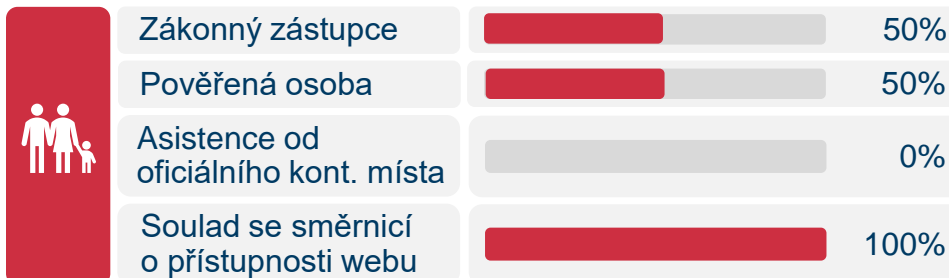 Zákonný zástupce 50%
Pověřená osoba 50%
Asistence od
oficiálního kont. místa 0%
Soulad se směrnicí
o přístupnosti webu 100%